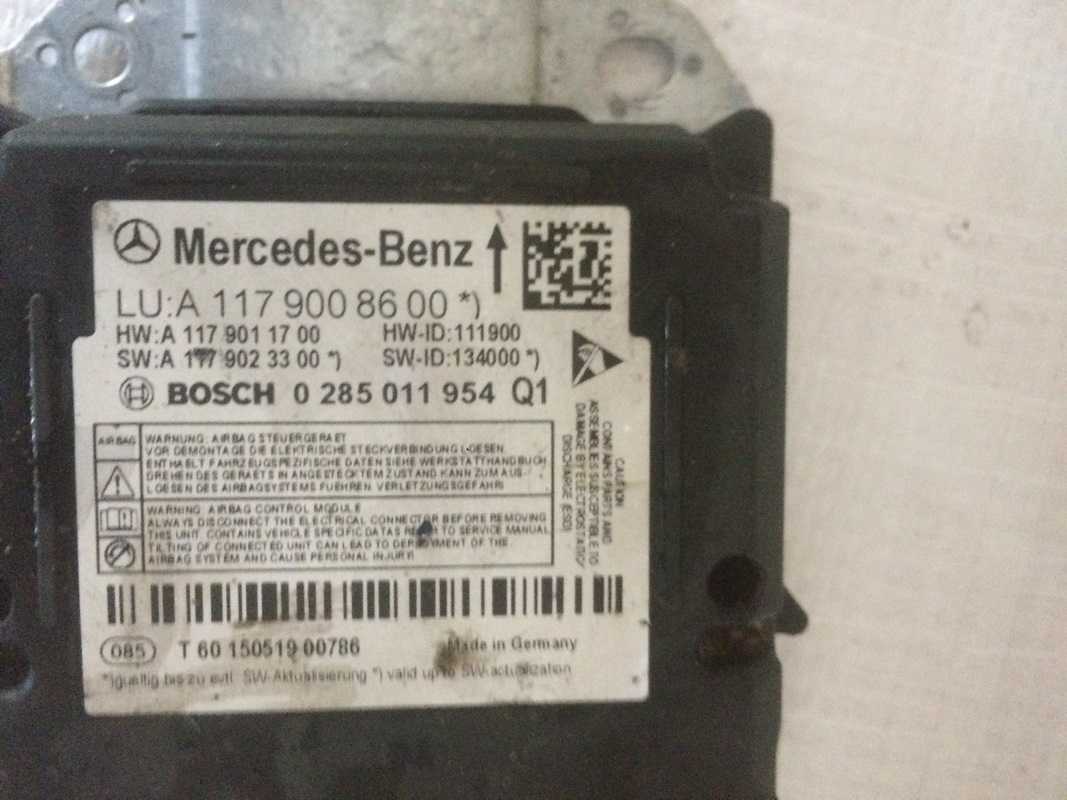 Mercedes-Benz
LU:A 117 900 86 00 *)
HW:A 117 901 17 00 HW-ID:111900
SW:A 117 902 33 00 *) SW-ID:134000 *)
BOSCH 0 285 011 954 Q1
AIRBAG
WARNUNG: AIRBAG STEUERGERAET
VOR DEMONTAGE DIE ELEKTRISCHE STECKVERBINDUNG LOESEN.
ENTHAELT FAHRZEUGSPEZIFISCHE DATEN SIEHE WERKSTATTHANDBUCH
DREHEN DES GERAETS IN ANGESTECKTEM ZUSTAND KANN ZUM AUS-
LOESEN DES AIRBAGSYSTEMS FUEHREN. VERLETZUNGSGEFAHR!
WARNING: AIRBAG CONTROL MODULE
ALWAYS DISCONNECT THE ELECTRICAL CONNECTOR BEFORE REMOVING
THIS UNIT. CONTAINS VEHICLE SPECIFIC DATAS REFER TO SERVICE MANUAL
TILTING OF CONNECTED UNIT CAN LEAD TO DEPLOYMENT OF THE
AIRBAG SYSTEM AND CAUSE PERSONAL INJURY!
CAUTION
CONTAINS PARTS AND
ASSEMBLIES SUSCEPTIBLE TO
DAMAGE BY ELECTROSTATIC
DISCHARGE (ESD)
085 T 60 150519 00786 Made in Germany
*)gueltig bis zu evtl. SW-Aktualisierung *) valid up to SW-actualization